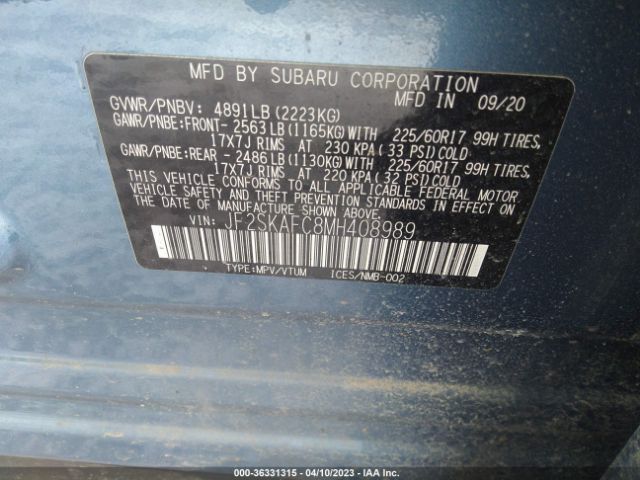 MFD BY SUBARU CORPORATION
GVWR/PNBV: 4891LB (2223KG) MFD IN 09/20
GAWR/PNBE:FRONT- 2563LB (1165KG) WITH 225/60R17 99H TIRES,
17X7J RIMS AT 230 KPA (33 PSI) COLD
GAWR/PNBE:REAR - 2486LB (1130KG) WITH 225/60R17 99H TIRES,
17X7J RIMS AT 220 KPA (32 PSI) COLD
THIS VEHICLE CONFORMS TO ALL APPLICABLE FEDERAL MOTOR
VEHICLE SAFETY AND THEFT PREVENTION STANDARDS IN EFFECT
ON THE DATE OF MANUFACTURE SHOWN ABOVE.
VIN: JF2SKAFC8MH408989
TYPE:MPV/VTUM ICES/NMB-002
000-36331315 - 04/10/2023 - IAA Inc.